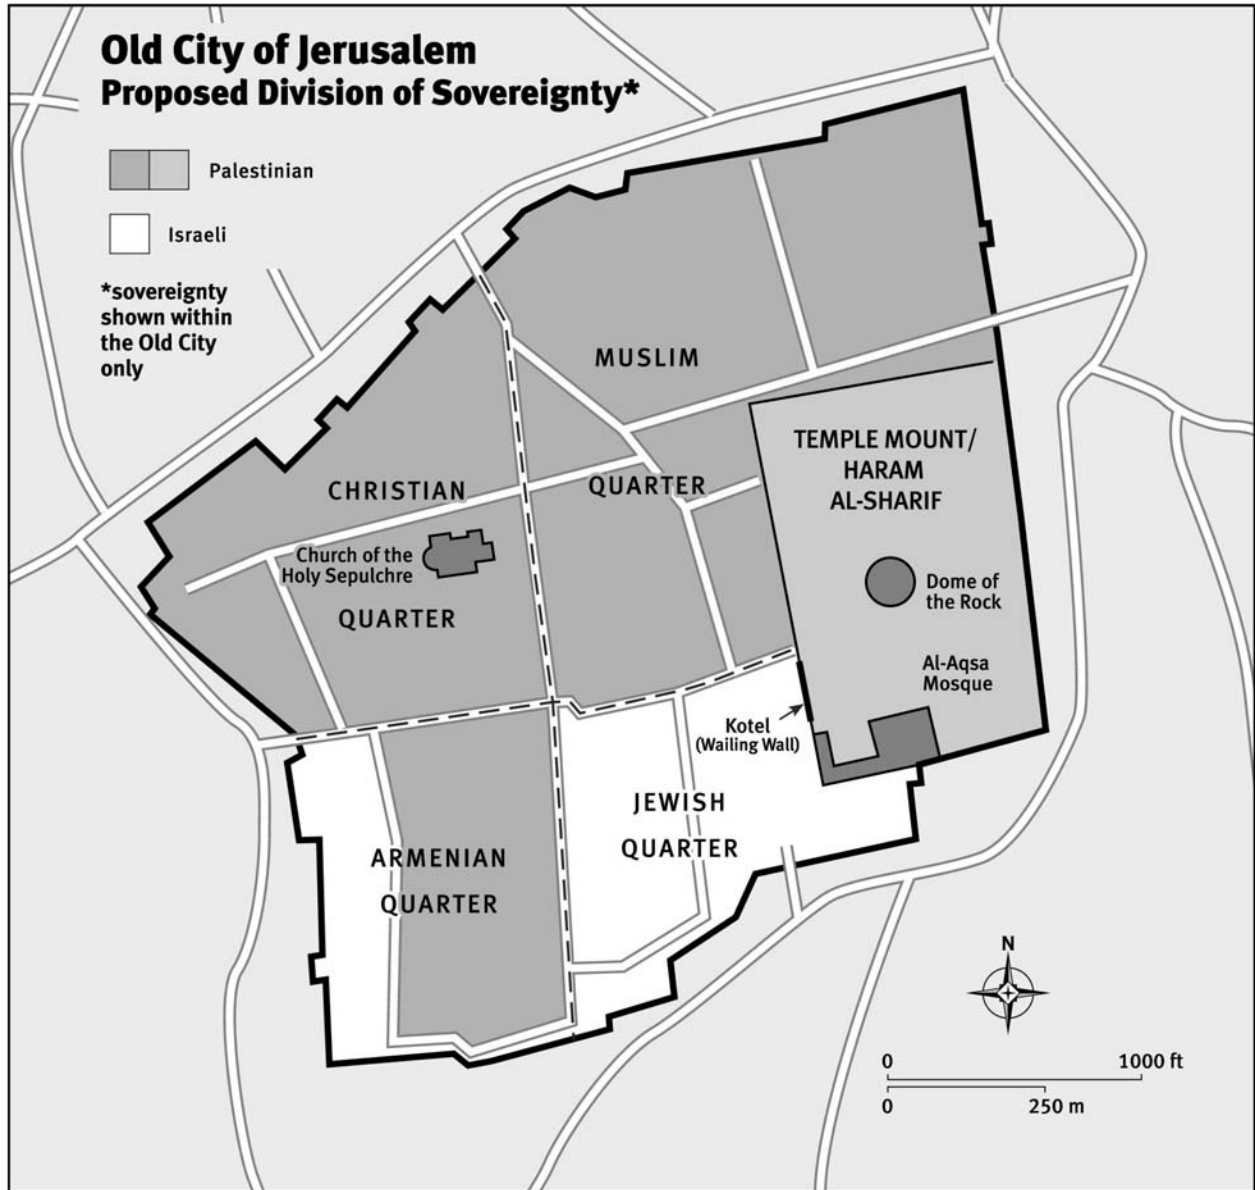 Old City of Jerusalem
Proposed Division of Sovereignty*
Palestinian
Israeli
*sovereignty
shown within
the Old City
only
MUSLIM
QUARTER
TEMPLE MOUNT/
HARAM
AL-SHARIF
CHRISTIAN
QUARTER
Church of the
Holy Sepulchre
Dome of
the Rock
Al-Aqsa
Mosque
Kotel
(Wailing Wall)
JEWISH
QUARTER
ARMENIAN
QUARTER
N
0 1000 ft
0 250 m